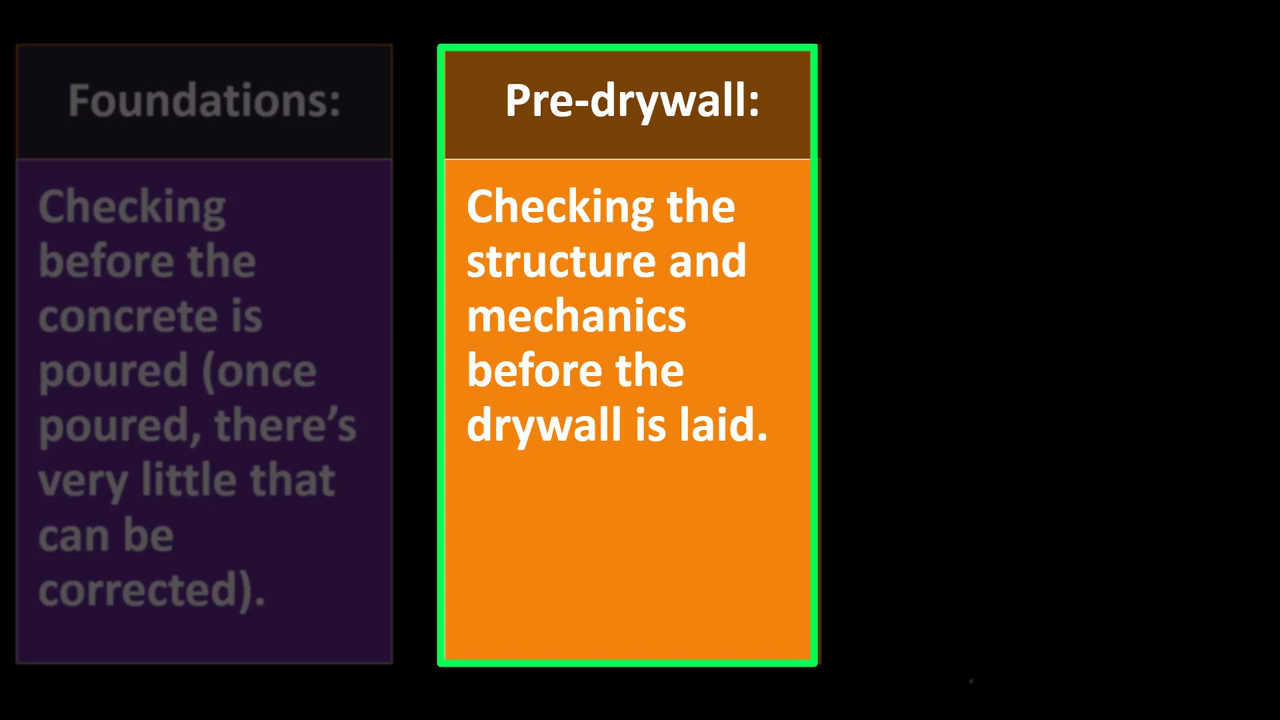 Foundations:
Checking
before the
concrete is
poured (once
poured, there’s
very little that
can be
corrected).
Pre-drywall:
Checking the
structure and
mechanics
before the
drywall is laid.